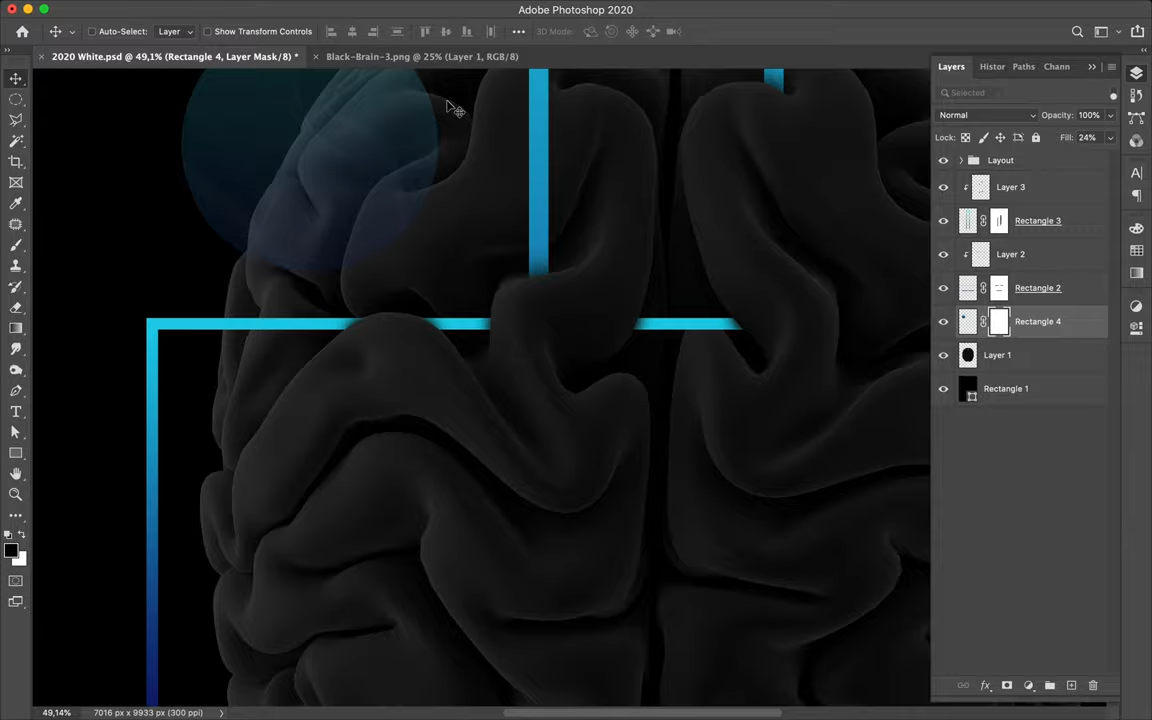 Adobe Photoshop 2020
Auto-Select: Layer Show Transform Controls ••• 3D Mode:
2020 White.psd @ 49,1% (Rectangle 4, Layer Mask/8) * Black-Brain-3.png @ 25% (Layer 1, RGB/8)
Layers Histor Paths Chann
Selected
Normal Opacity: 100%
Lock: Fill: 24%
Layout
Layer 3
Rectangle 3
Layer 2
Rectangle 2
Rectangle 4
Layer 1
Rectangle 1
49,14% 7016 px x 9933 px (300 ppi)